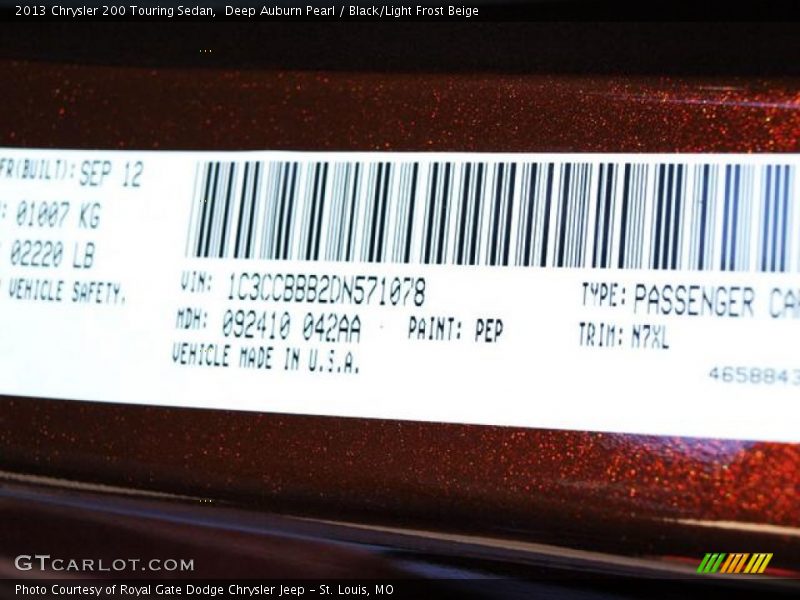 2013 Chrysler 200 Touring Sedan,  Deep Auburn Pearl / Black/Light Frost Beige
FR(BUILT): SEP 12
: 01007 KG
: 02220 LB
VEHICLE SAFETY.
VIN: 1C3CCBBB2DN571078
MDH: 092410 042AA
PAINT: PEP
VEHICLE MADE IN U.S.A.
TYPE: PASSENGER CA
TRIM: N7XL
4658843
GTCARLOT.COM
Photo Courtesy of Royal Gate Dodge Chrysler Jeep - St. Louis, MO